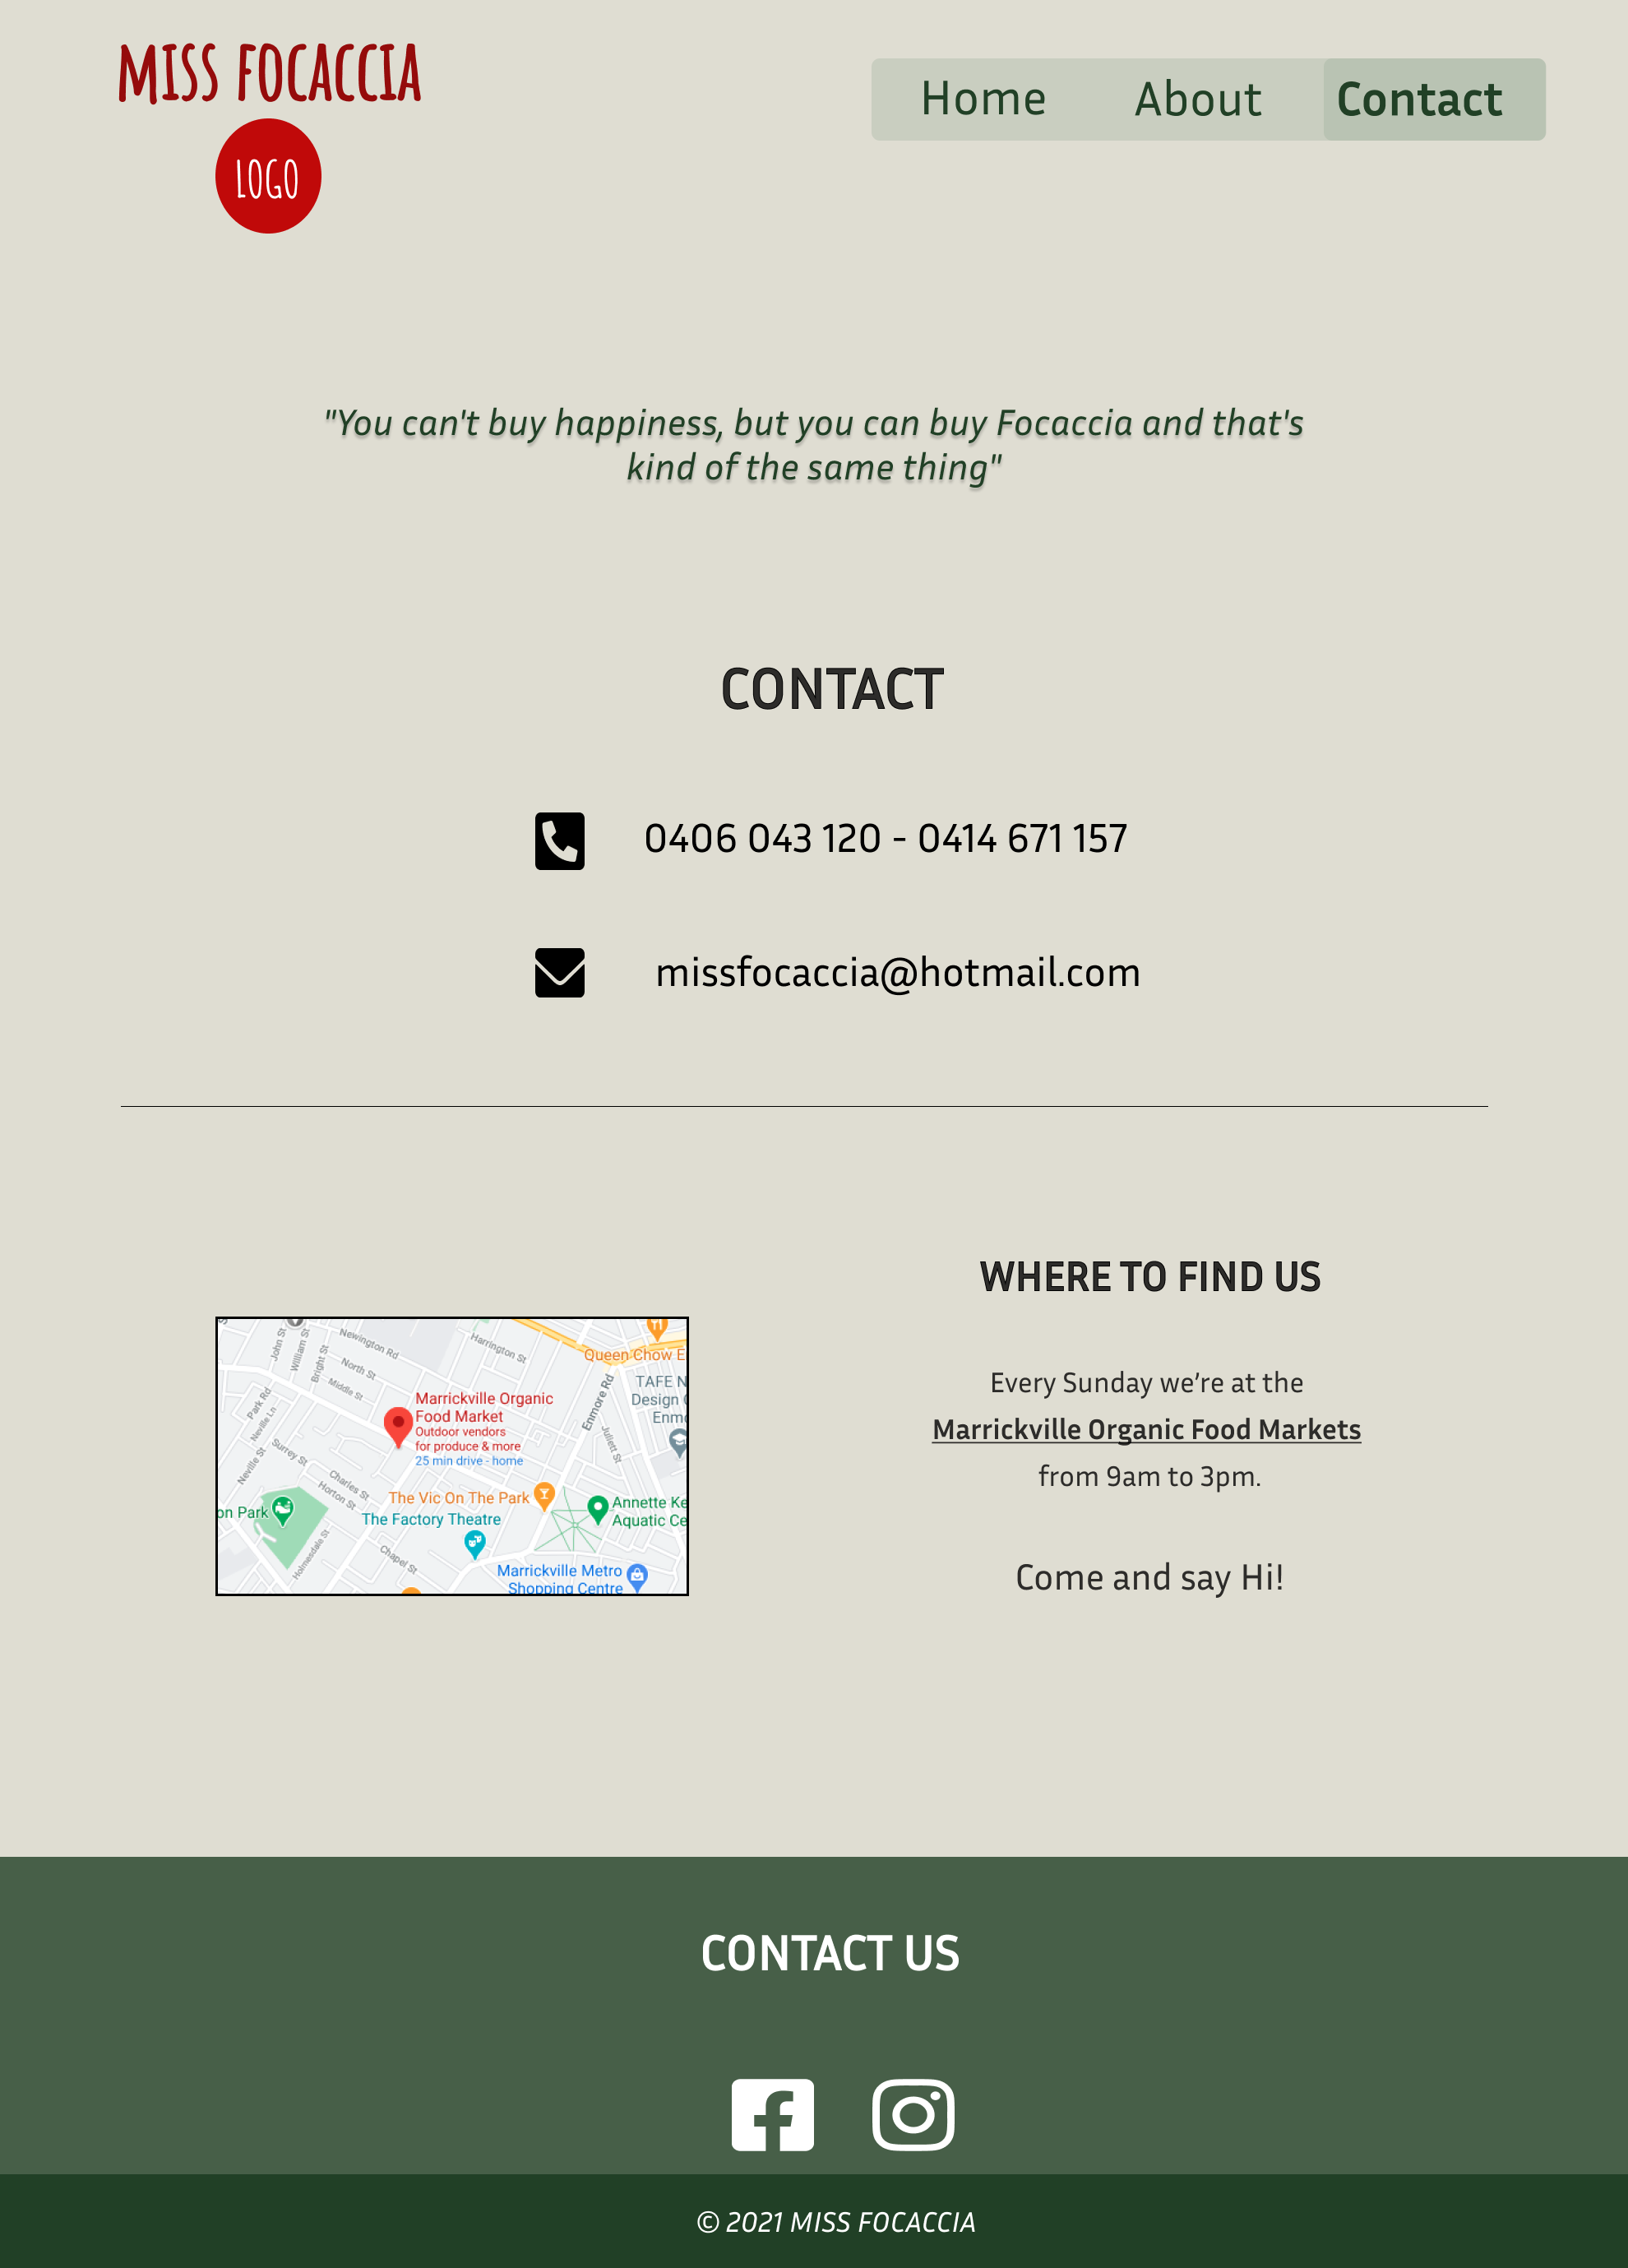 MISS FOCACCIA
LOGO
Home
About
Contact
"You can't buy happiness, but you can buy Focaccia and that's
kind of the same thing"
CONTACT
0406 043 120 - 0414 671 157
missfocaccia@hotmail.com
WHERE TO FIND US
Every Sunday we’re at the
Marrickville Organic Food Markets
from 9am to 3pm.
Come and say Hi!
John St
William St
Bright St
Newington Rd
North St
Middle St
Harrington St
Queen Chow E
Park Rd
Neville Ln
Neville St
Surrey St
Charles St
Horton St
Marrickville Organic
Food Market
Outdoor vendors
for produce & more
25 min drive - home
Enmore Rd
Juliett St
TAFE N
Design
Enmo
The Vic On The Park
The Factory Theatre
on Park
Holmesdale St
Chapel St
Annette Ke
Aquatic Ce
Marrickville Metro
Shopping Centre
CONTACT US
© 2021 MISS FOCACCIA